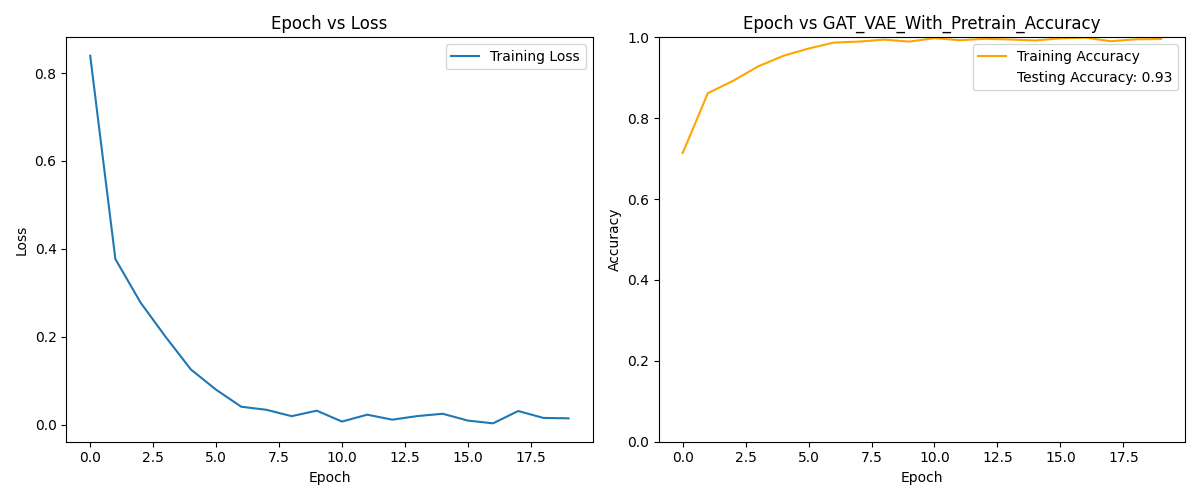 Epoch vs Loss
Training Loss
0.8
0.6
0.4
0.2
0.0
Loss
0.0 2.5 5.0 7.5 10.0 12.5 15.0 17.5
Epoch
Epoch vs GAT_VAE_With_Pretrain_Accuracy
Training Accuracy
Testing Accuracy: 0.93
1.0
0.8
0.6
0.4
0.2
0.0
Accuracy
0.0 2.5 5.0 7.5 10.0 12.5 15.0 17.5
Epoch